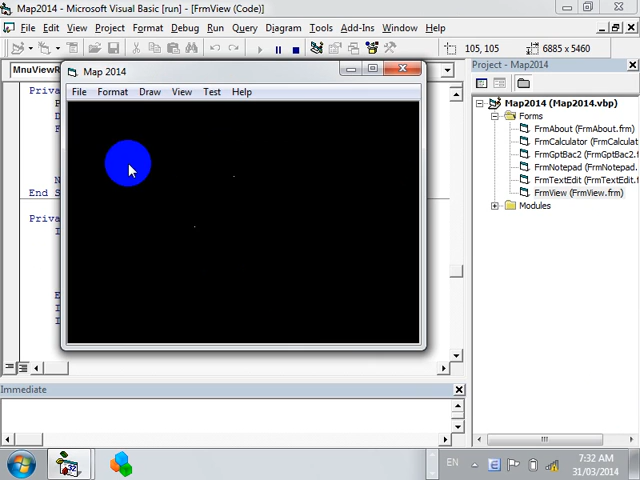 Map2014 - Microsoft Visual Basic [run] - [FrmView (Code)]
File Edit View Project Format Debug Run Query Diagram Tools Add-Ins Window Help
105, 105
6885 x 5460
MnuViewR
Map 2014
File Format Draw View Test Help
Priva
P
D
F
N
End S
Priva
I
E
I
I
Project - Map2014
Map2014 (Map2014.vbp)
Forms
FrmAbout (FrmAbout.frm)
FrmCalculator (FrmCalculat
FrmGptBac2 (FrmGptBac2.f
FrmNotepad (FrmNotepad.
FrmTextEdit (FrmTextEdit.f
FrmView (FrmView.frm)
Modules
Immediate
32
EN
7:32 AM
31/03/2014